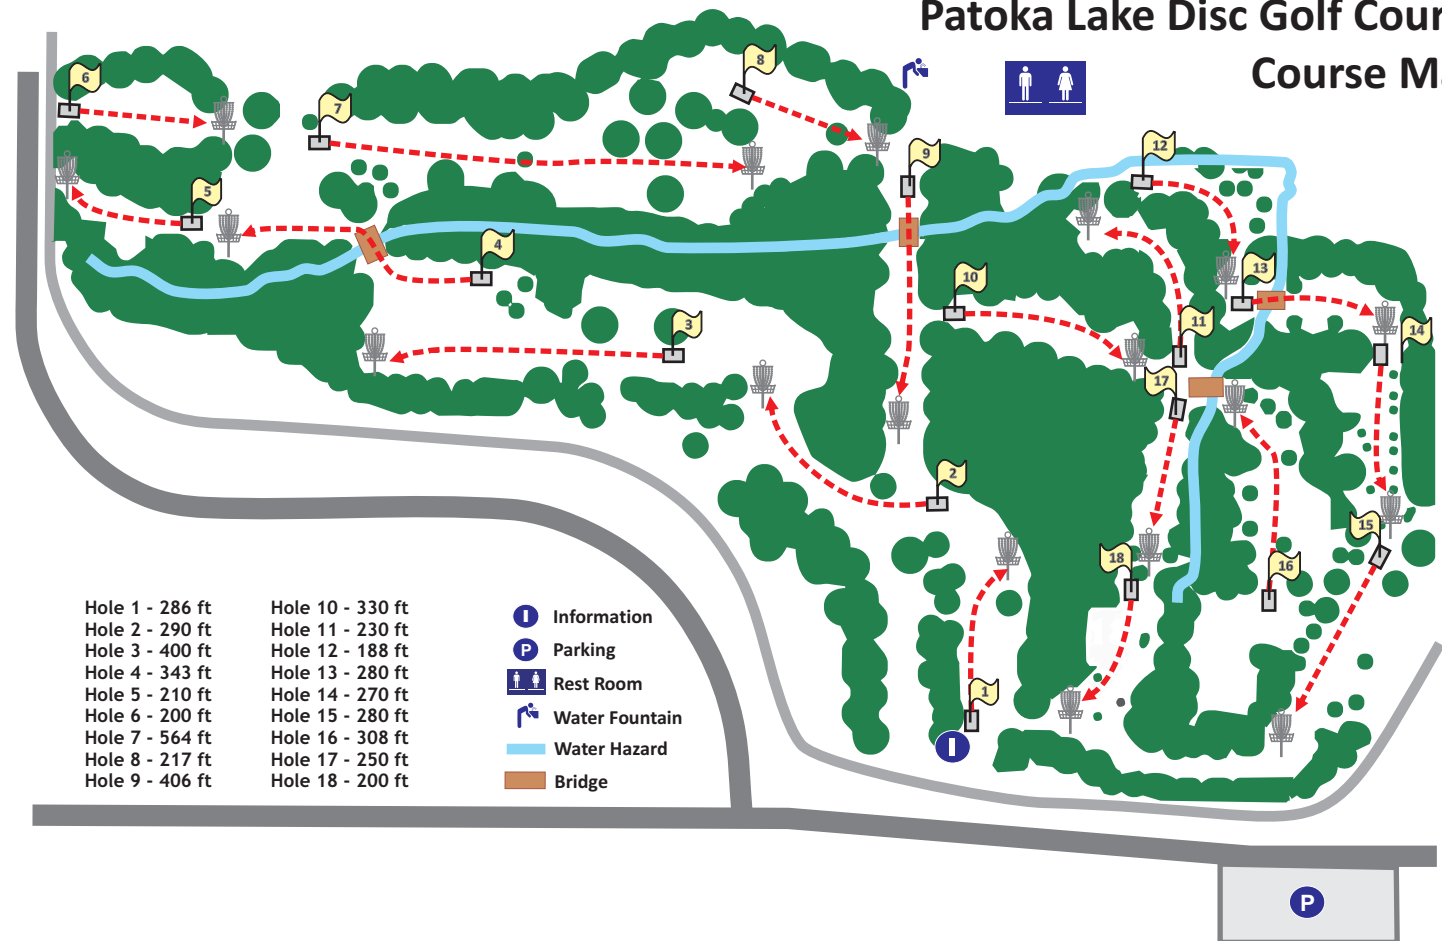 Patoka Lake Disc Golf Cour
Course M
6
8
7
9
12
5
4
13
10
3
11
14
17
2
15
18
16
1
I
Hole 1 - 286 ft
Hole 2 - 290 ft
Hole 3 - 400 ft
Hole 4 - 343 ft
Hole 5 - 210 ft
Hole 6 - 200 ft
Hole 7 - 564 ft
Hole 8 - 217 ft
Hole 9 - 406 ft
Hole 10 - 330 ft
Hole 11 - 230 ft
Hole 12 - 188 ft
Hole 13 - 280 ft
Hole 14 - 270 ft
Hole 15 - 280 ft
Hole 16 - 308 ft
Hole 17 - 250 ft
Hole 18 - 200 ft
I Information
P Parking
Rest Room
Water Fountain
Water Hazard
Bridge
P